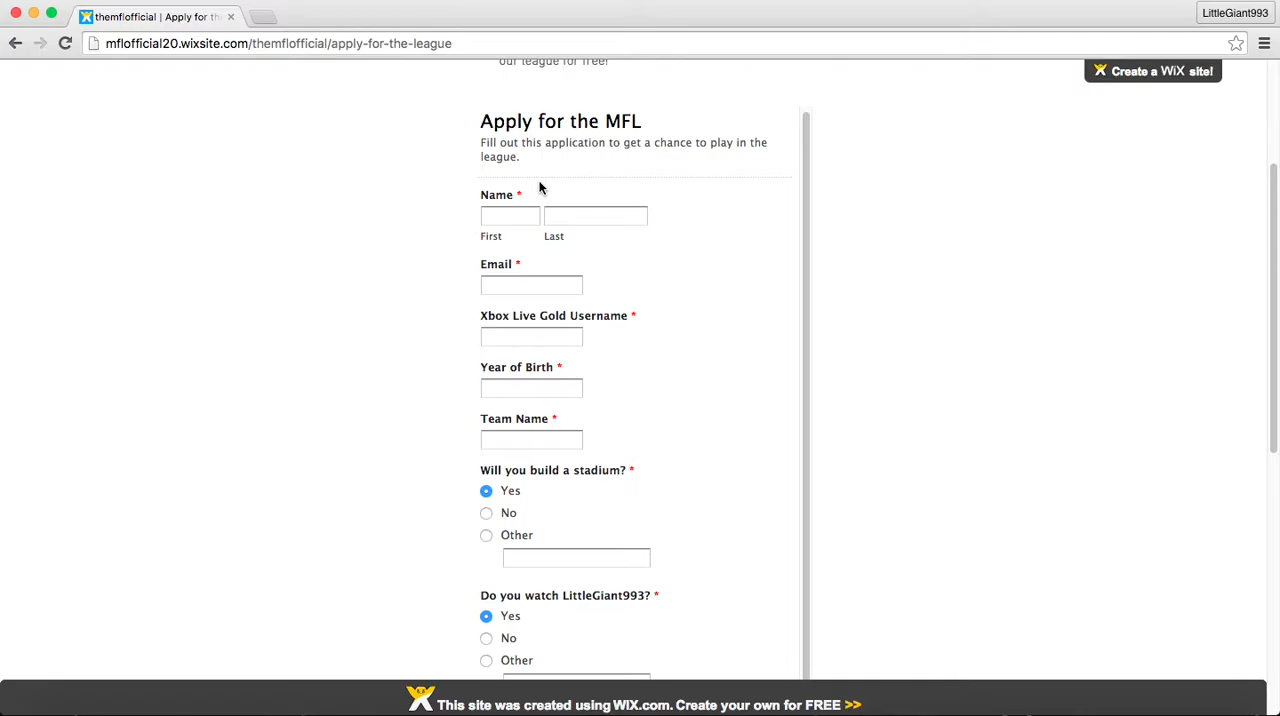 themflofficial | Apply for th
LittleGiant993
mflofficial20.wixsite.com/themflofficial/apply-for-the-league
our league for free!
Create a WiX site!
Apply for the MFL
Fill out this application to get a chance to play in the
league.
Name *
First Last
Email *
Xbox Live Gold Username *
Year of Birth *
Team Name *
Will you build a stadium? *
Yes
No
Other
Do you watch LittleGiant993? *
Yes
No
Other
This site was created using WIX.com. Create your own for FREE >>